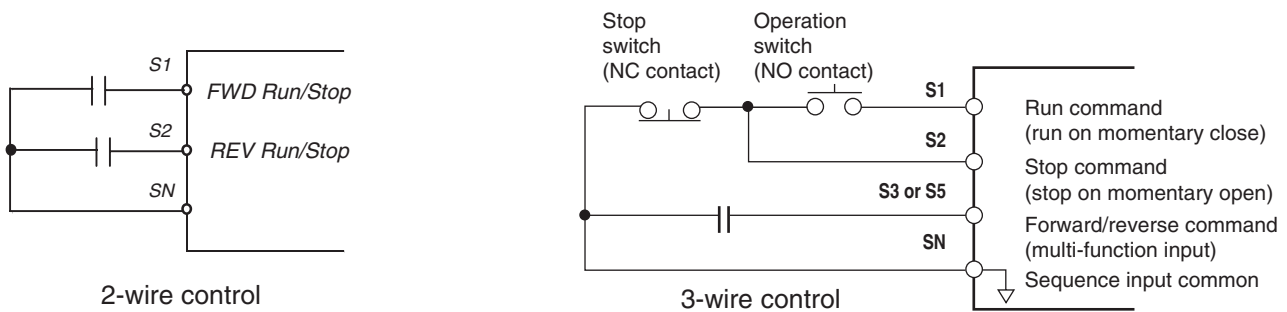 S1
FWD Run/Stop
S2
REV Run/Stop
SN
2-wire control
Stop
switch
(NC contact)
Operation
switch
(NO contact)
S1
Run command
(run on momentary close)
S2
Stop command
(stop on momentary open)
S3 or S5
Forward/reverse command
(multi-function input)
SN
Sequence input common
3-wire control